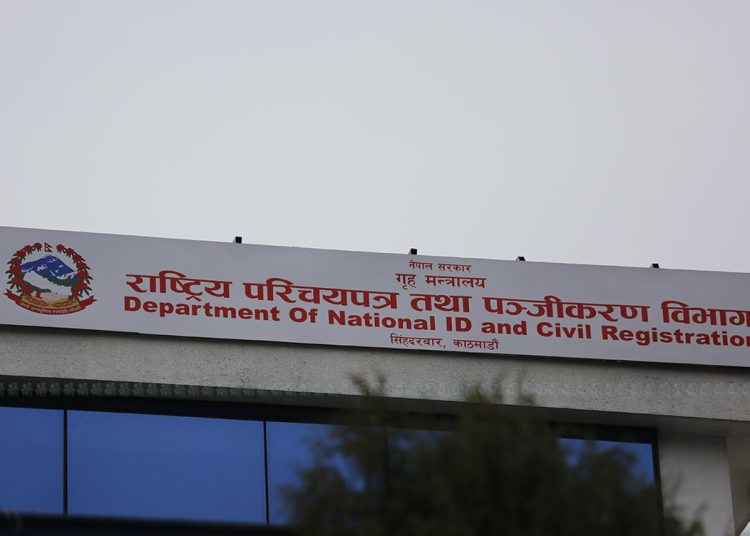 नेपाल सरकार
गृह मन्त्रालय
राष्ट्रिय परिचयपत्र तथा पञ्जीकरण विभाग
Department Of National ID and Civil Registration
सिंहदरबार, काठमाडौं